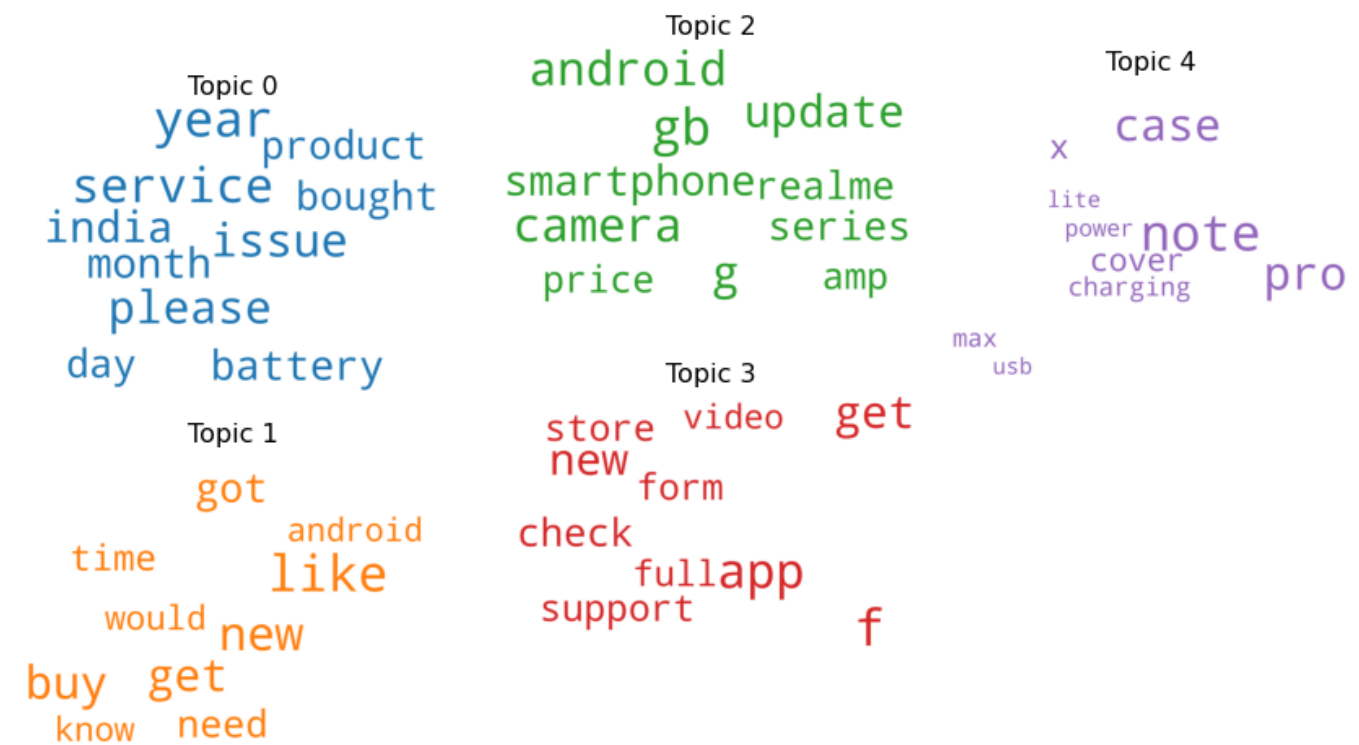 Topic 0
year
product
service
bought
india
issue
month
please
day
battery
Topic 1
got
android
time
like
would
new
buy
get
know
need
Topic 2
android
update
gb
smartphone
realme
camera
series
price
g
amp
Topic 3
get
video
store
new
form
check
full
app
support
f
Topic 4
case
x
lite
power
note
cover
pro
charging
max
usb